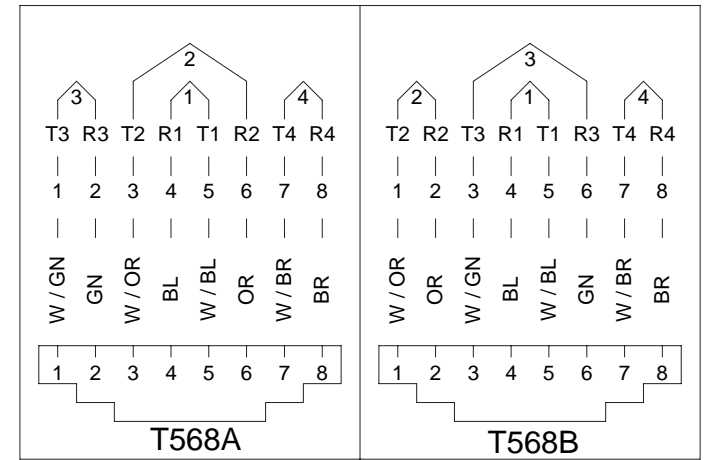 2
3 1 4
T3 R3 T2 R1 T1 R2 T4 R4
1 2 3 4 5 6 7 8
W / GN GN W / OR BL W / BL OR W / BR BR
1 2 3 4 5 6 7 8
T568A
3
2 1 4
T2 R2 T3 R1 T1 R3 T4 R4
1 2 3 4 5 6 7 8
W / OR OR W / GN BL W / BL GN W / BR BR
1 2 3 4 5 6 7 8
T568B